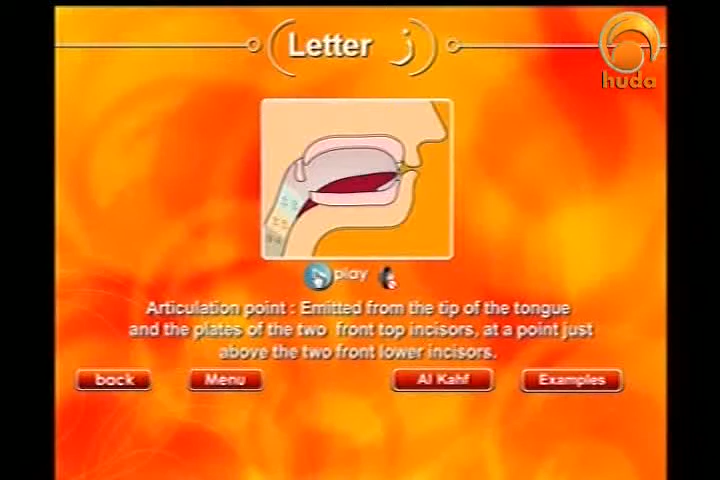 Letter ز
huda
play
Articulation point : Emitted from the tip of the tongue
and the plates of the two front top incisors, at a point just
above the two front lower incisors.
back Menu Al Kahf Examples